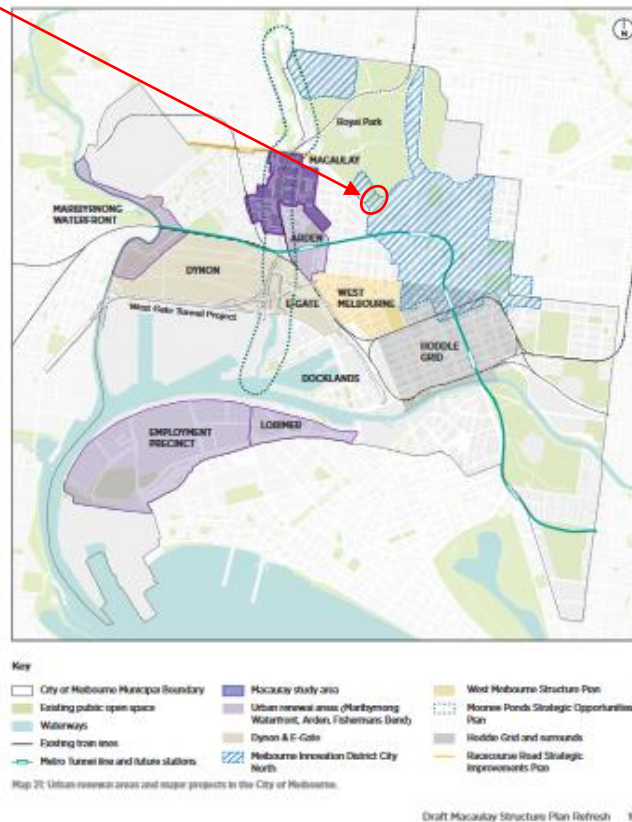 N
Royal Park
MACAULAY
MARIBYRNONG
WATERFRONT
ARDEN
DYNON
E-GATE
WEST
MELBOURNE
West Gate Tunnel Project
HODDLE
GRID
DOCKLANDS
EMPLOYMENT
PRECINCT
LORIMER
Key
City of Melbourne Municipal Boundary
Existing public open space
Waterways
Existing train lines
Metro Tunnel line and future stations
Macaulay study area
Urban renewal areas (Maribyrnong
Waterfront, Arden, Fishermans Bend)
Dynon & E-Gate
Melbourne Innovation District City
North
West Melbourne Structure Plan
Moonee Ponds Strategic Opportunities
Plan
Hoddle Grid and surrounds
Racecourse Road Strategic
Improvements Plan
Map 21: Urban renewal areas and major projects in the City of Melbourne.
Draft Macaulay Structure Plan Refresh